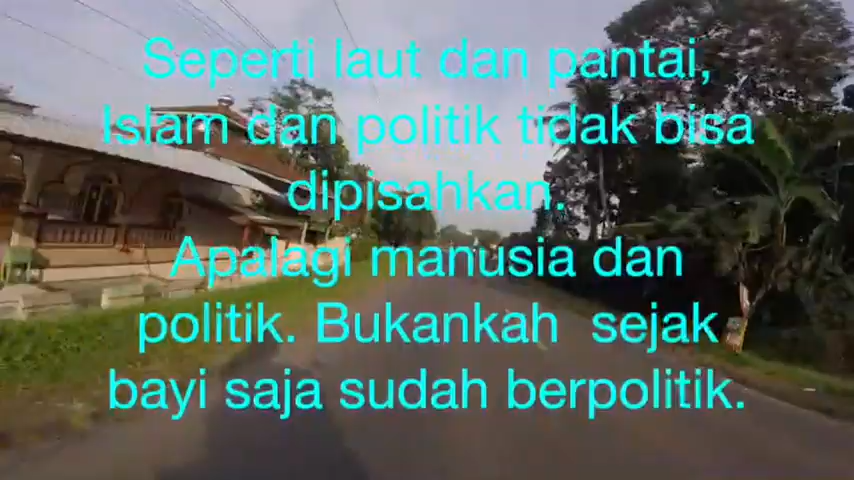 Seperti laut dan pantai,
Islam dan politik tidak bisa
dipisahkan.
Apalagi manusia dan
politik. Bukankah  sejak
bayi saja sudah berpolitik.